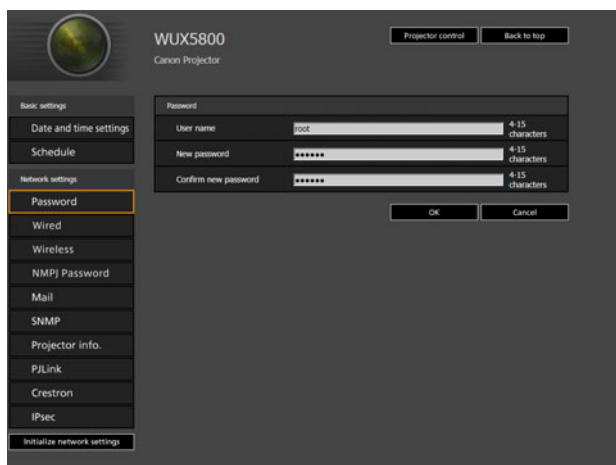 WUX5800
Canon Projector
Projector control
Back to top
Basic settings
Date and time settings
Schedule
Network settings
Password
Wired
Wireless
NMPJ Password
Mail
SNMP
Projector info.
PJLink
Crestron
IPsec
Initialize network settings
Password
User name root 4-15
characters
New password •••••• 4-15
characters
Confirm new password •••••• 4-15
characters
OK
Cancel